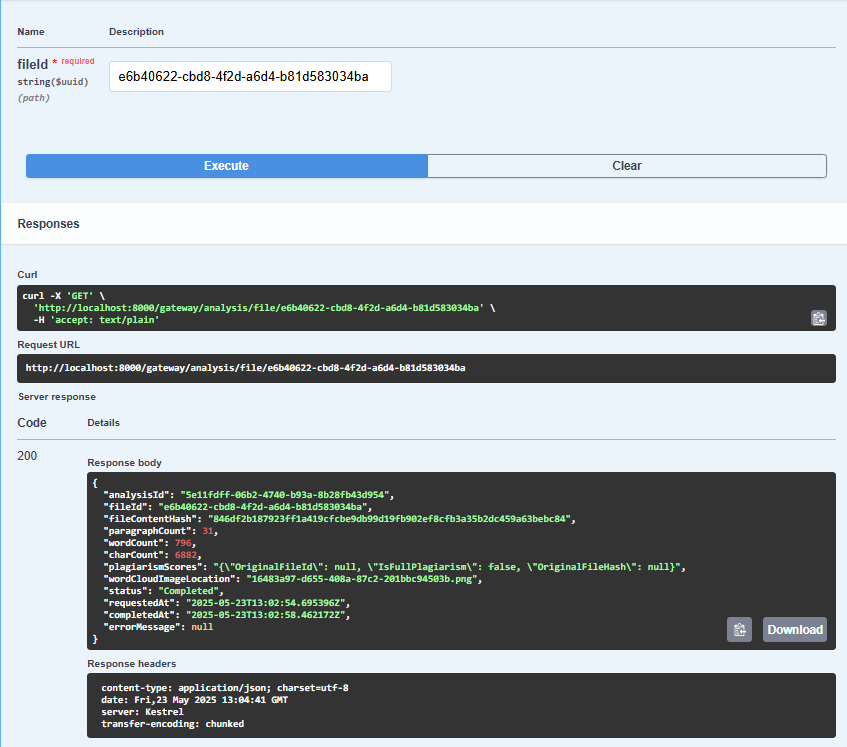 Name Description
fileId * required
string($uuid)
(path)
e6b40622-cbd8-4f2d-a6d4-b81d583034ba
Execute Clear
Responses
Curl
curl -X 'GET' \
'http://localhost:8000/gateway/analysis/file/e6b40622-cbd8-4f2d-a6d4-b81d583034ba' \
-H 'accept: text/plain'
Request URL
http://localhost:8000/gateway/analysis/file/e6b40622-cbd8-4f2d-a6d4-b81d583034ba
Server response
Code Details
200
Response body
{
"analysisId": "5e11fdff-06b2-4740-b93a-8b28fb43d954",
"fileId": "e6b40622-cbd8-4f2d-a6d4-b81d583034ba",
"fileContentHash": "846df2b187923ff1a419cfcbe9db99d19fb902ef8cfb3a35b2dc459a63bebc84",
"paragraphCount": 31,
"wordCount": 796,
"charCount": 6882,
"plagiarismScores": "{\"OriginalFileId\": null, \"IsFullPlagiarism\": false, \"OriginalFileHash\": null}",
"wordCloudImageLocation": "16483a97-d655-408a-87c2-201bbc94503b.png",
"status": "Completed",
"requestedAt": "2025-05-23T13:02:54.695396Z",
"completedAt": "2025-05-23T13:02:58.462172Z",
"errorMessage": null
}
Download
Response headers
content-type: application/json; charset=utf-8
date: Fri,23 May 2025 13:04:41 GMT
server: Kestrel
transfer-encoding: chunked